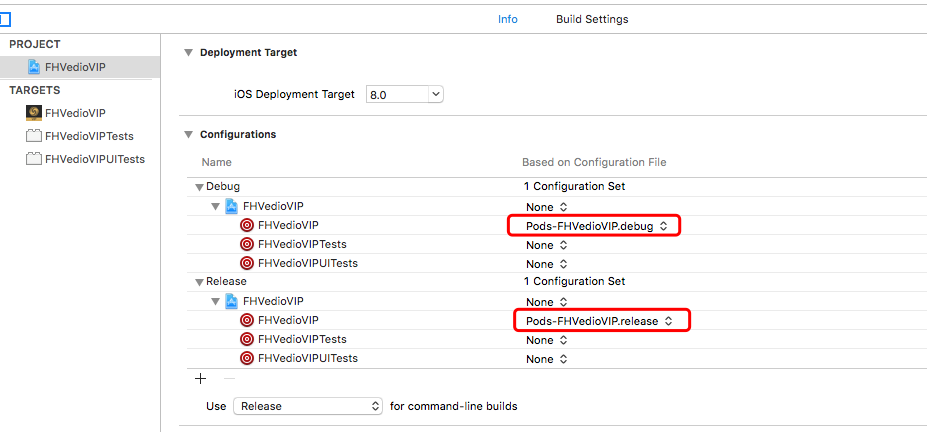 Info Build Settings
PROJECT
FHVedioVIP
TARGETS
FHVedioVIP
FHVedioVIPTests
FHVedioVIPUITests
Deployment Target
iOS Deployment Target 8.0
Configurations
Name Based on Configuration File
Debug 1 Configuration Set
FHVedioVIP None
FHVedioVIP Pods-FHVedioVIP.debug
FHVedioVIPTests None
FHVedioVIPUITests None
Release 1 Configuration Set
FHVedioVIP None
FHVedioVIP Pods-FHVedioVIP.release
FHVedioVIPTests None
FHVedioVIPUITests None
Use Release for command-line builds